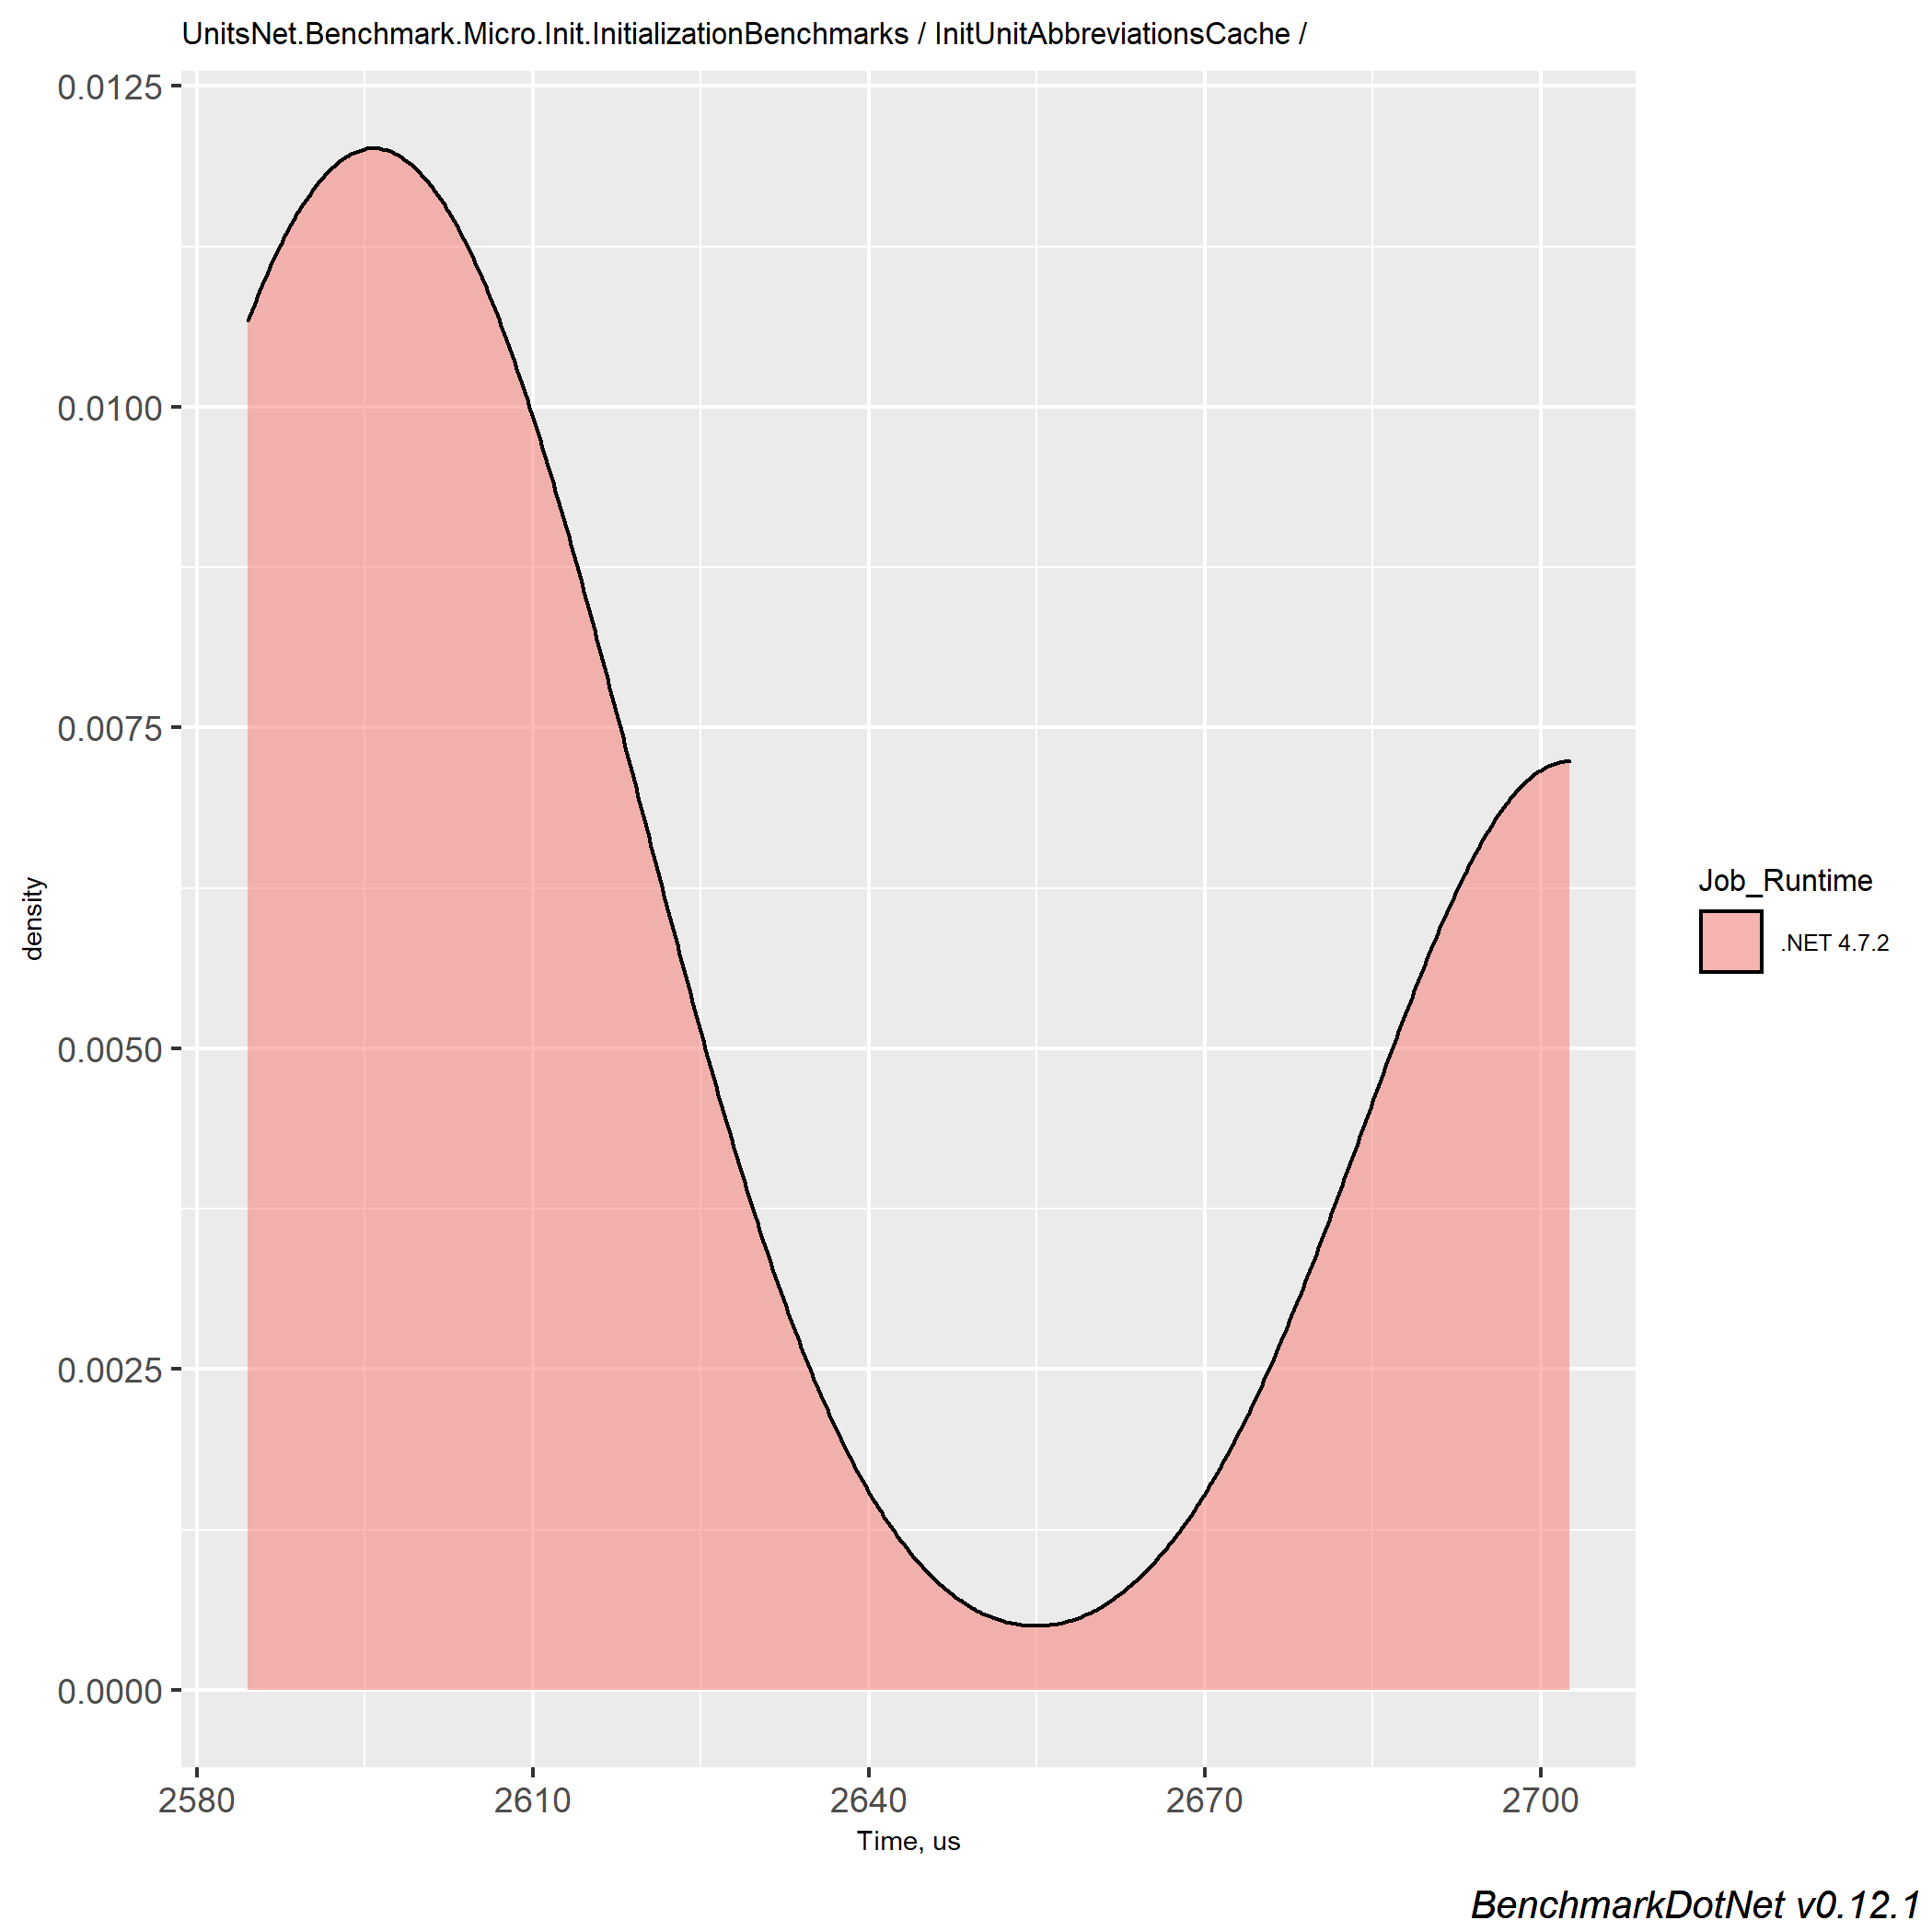 UnitsNet.Benchmark.Micro.Init.InitializationBenchmarks / InitUnitAbbreviationsCache /
0.0125
0.0100
0.0075
0.0050
0.0025
0.0000
density
2580 2610 2640 2670 2700
Time, us
Job_Runtime
.NET 4.7.2
BenchmarkDotNet v0.12.1